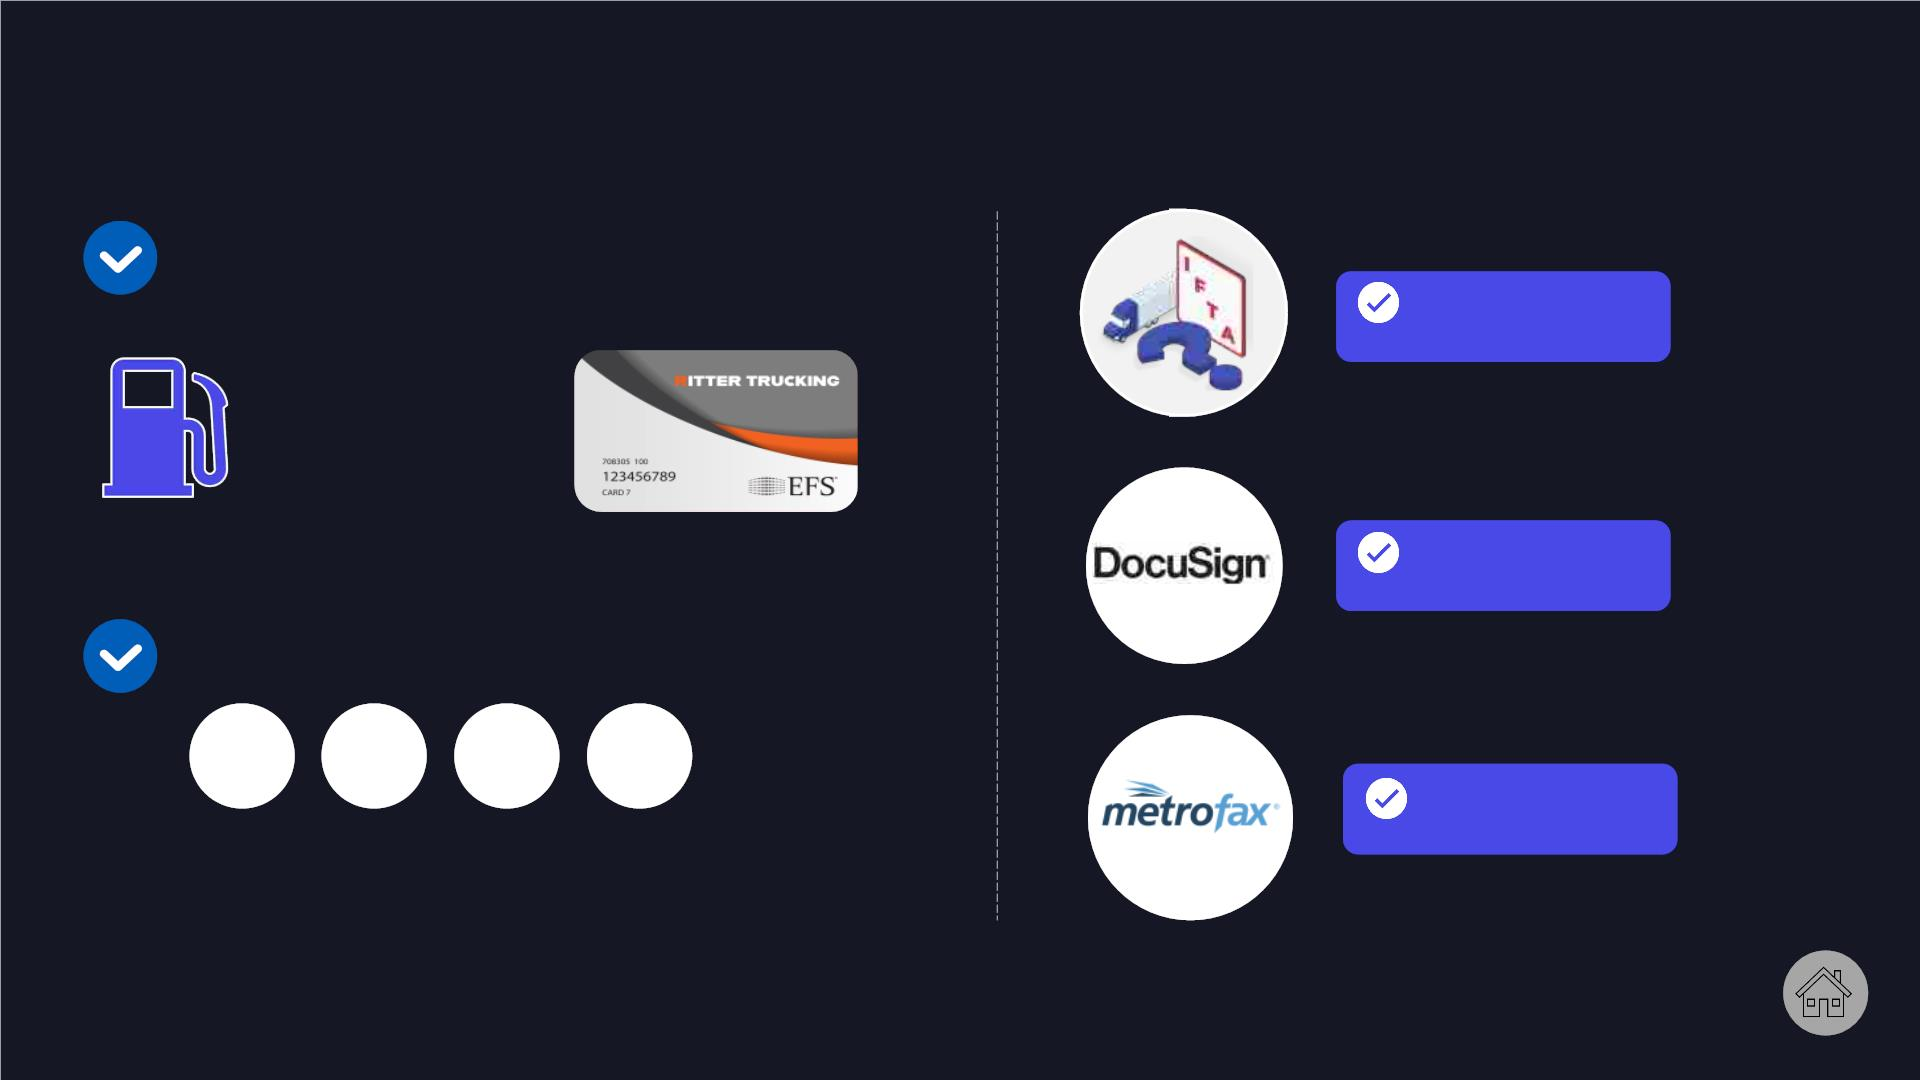 RITTER TRUCKING
708305 100
123456789
CARD 7
EFS
I
F
T
A
DocuSign
metrofax